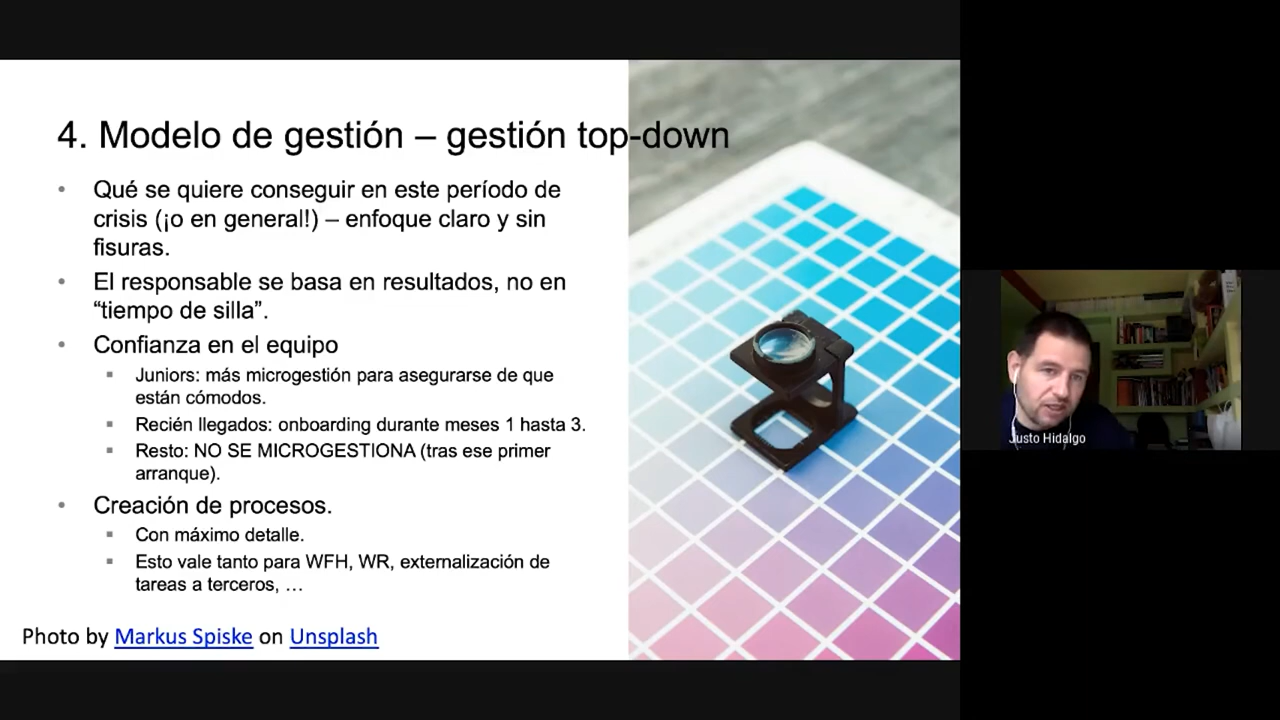 4. Modelo de gestión – gestión top-down
• Qué se quiere conseguir en este período de
crisis (¡o en general!) – enfoque claro y sin
fisuras.
• El responsable se basa en resultados, no en
“tiempo de silla”.
• Confianza en el equipo
▪ Juniors: más microgestión para asegurarse de que
están cómodos.
▪ Recién llegados: onboarding durante meses 1 hasta 3.
▪ Resto: NO SE MICROGESTIONA (tras ese primer
arranque).
• Creación de procesos.
▪ Con máximo detalle.
▪ Esto vale tanto para WFH, WR, externalización de
tareas a terceros, …
Photo by Markus Spiske on Unsplash
Justo Hidalgo